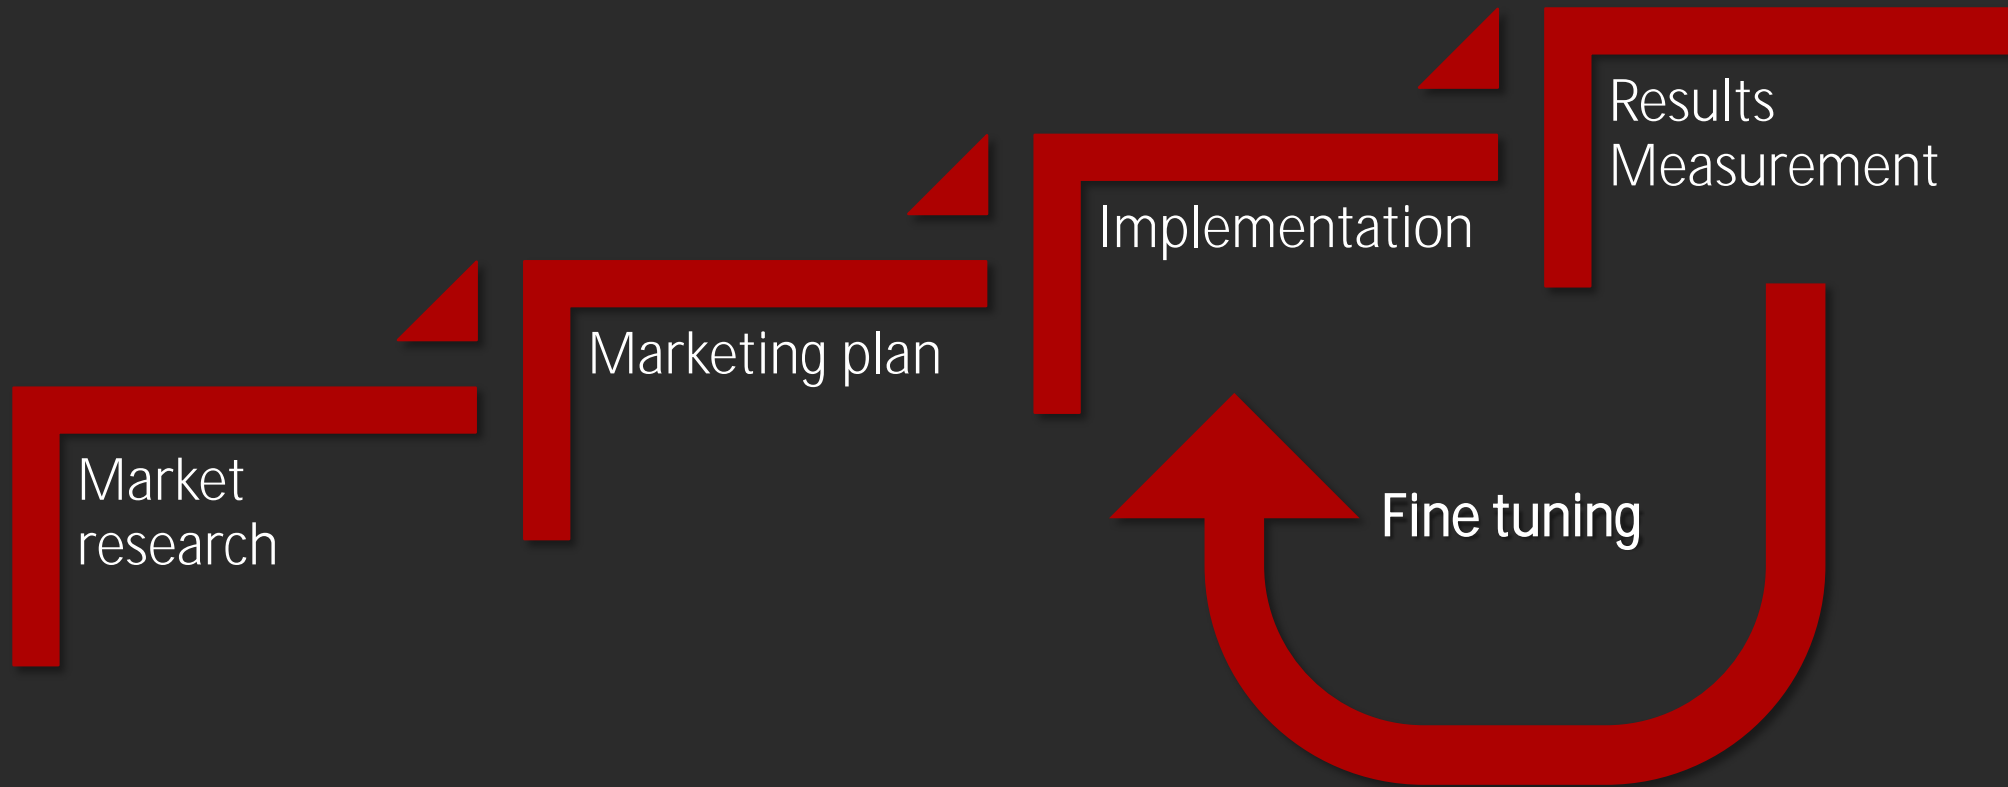 Market
research
Marketing plan
Implementation
Results
Measurement
Fine tuning